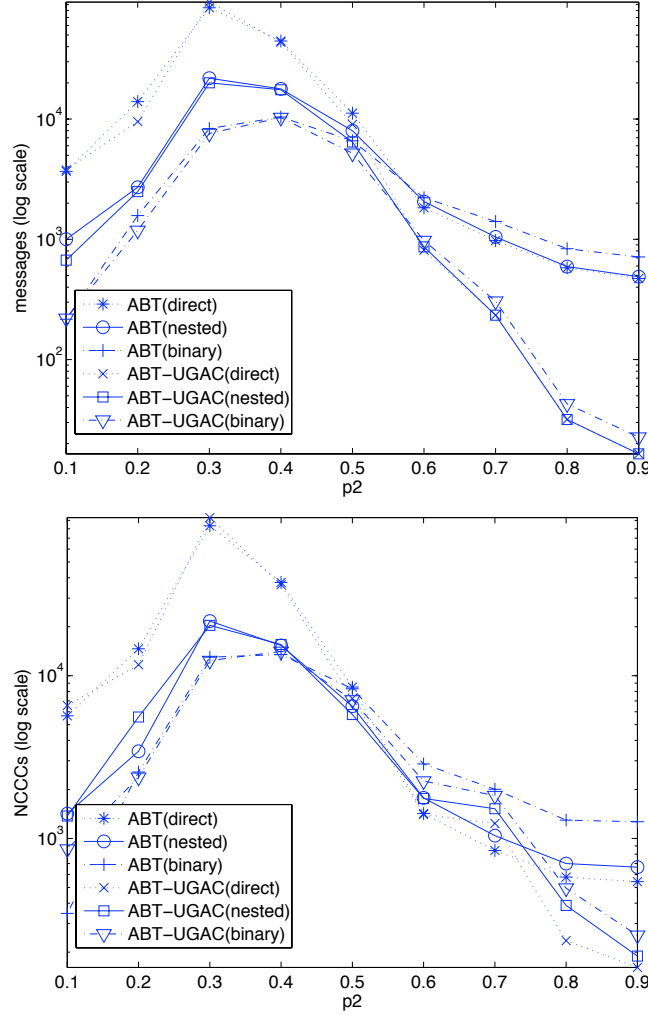 messages (log scale)
10^4
10^3
10^2
ABT(direct)
ABT(nested)
ABT(binary)
ABT−UGAC(direct)
ABT−UGAC(nested)
ABT−UGAC(binary)
0.1 0.2 0.3 0.4 0.5 0.6 0.7 0.8 0.9
p2
NCCCs (log scale)
10^4
10^3
ABT(direct)
ABT(nested)
ABT(binary)
ABT−UGAC(direct)
ABT−UGAC(nested)
ABT−UGAC(binary)
0.1 0.2 0.3 0.4 0.5 0.6 0.7 0.8 0.9
p2